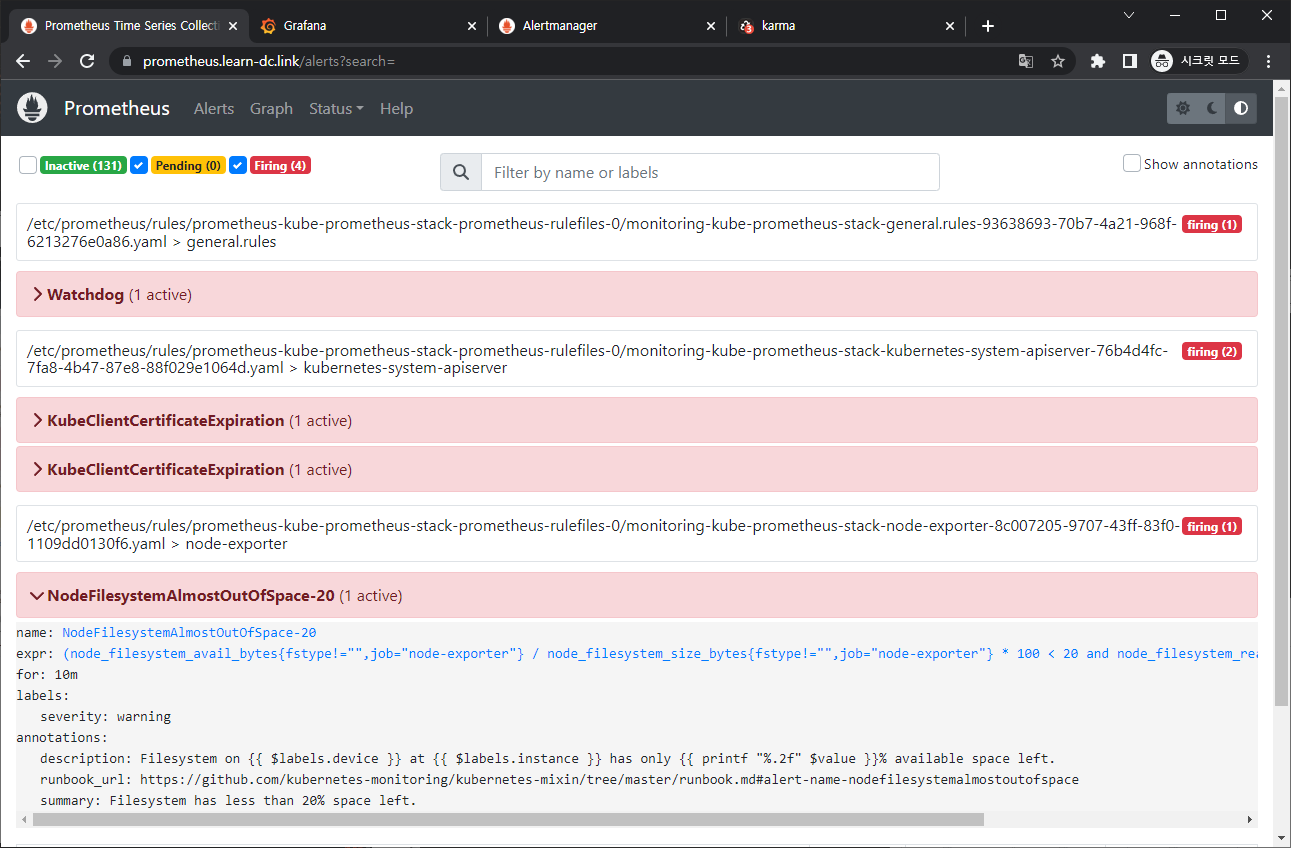 Prometheus Time Series Collecti
Grafana
Alertmanager
3
karma
prometheus.learn-dc.link/alerts?search=
시크릿 모드
Prometheus Alerts Graph Status Help
Inactive (131) Pending (0) Firing (4)
Filter by name or labels
Show annotations
/etc/prometheus/rules/prometheus-kube-prometheus-stack-prometheus-rulefiles-0/monitoring-kube-prometheus-stack-general.rules-93638693-70b7-4a21-968f-
6213276e0a86.yaml > general.rules
firing (1)
Watchdog (1 active)
/etc/prometheus/rules/prometheus-kube-prometheus-stack-prometheus-rulefiles-0/monitoring-kube-prometheus-stack-kubernetes-system-apiserver-76b4d4fc-
7fa8-4b47-87e8-88f029e1064d.yaml > kubernetes-system-apiserver
firing (2)
KubeClientCertificateExpiration (1 active)
KubeClientCertificateExpiration (1 active)
/etc/prometheus/rules/prometheus-kube-prometheus-stack-prometheus-rulefiles-0/monitoring-kube-prometheus-stack-node-exporter-8c007205-9707-43ff-83f0-
1109dd0130f6.yaml > node-exporter
firing (1)
NodeFilesystemAlmostOutOfSpace-20 (1 active)
name: NodeFilesystemAlmostOutOfSpace-20
expr: (node_filesystem_avail_bytes{fstype!="",job="node-exporter"} / node_filesystem_size_bytes{fstype!="",job="node-exporter"} * 100 < 20 and node_filesystem_rea
for: 10m
labels:
severity: warning
annotations:
description: Filesystem on {{ $labels.device }} at {{ $labels.instance }} has only {{ printf "%.2f" $value }}% available space left.
runbook_url: https://github.com/kubernetes-monitoring/kubernetes-mixin/tree/master/runbook.md#alert-name-nodefilesystemalmostoutofspace
summary: Filesystem has less than 20% space left.